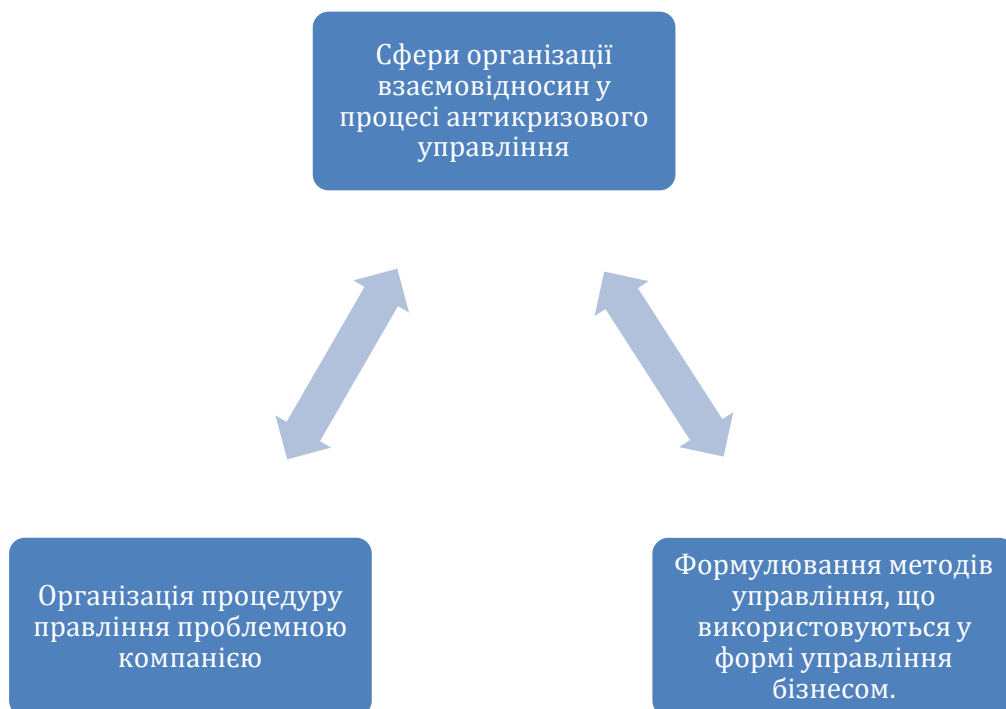 Сфери організації
взаємовідносин у
процесі антикризового
управління
Організація процедуру
правління проблемною
компанією
Формулювання методів
управління, що
використовуються у
формі управління
бізнесом.